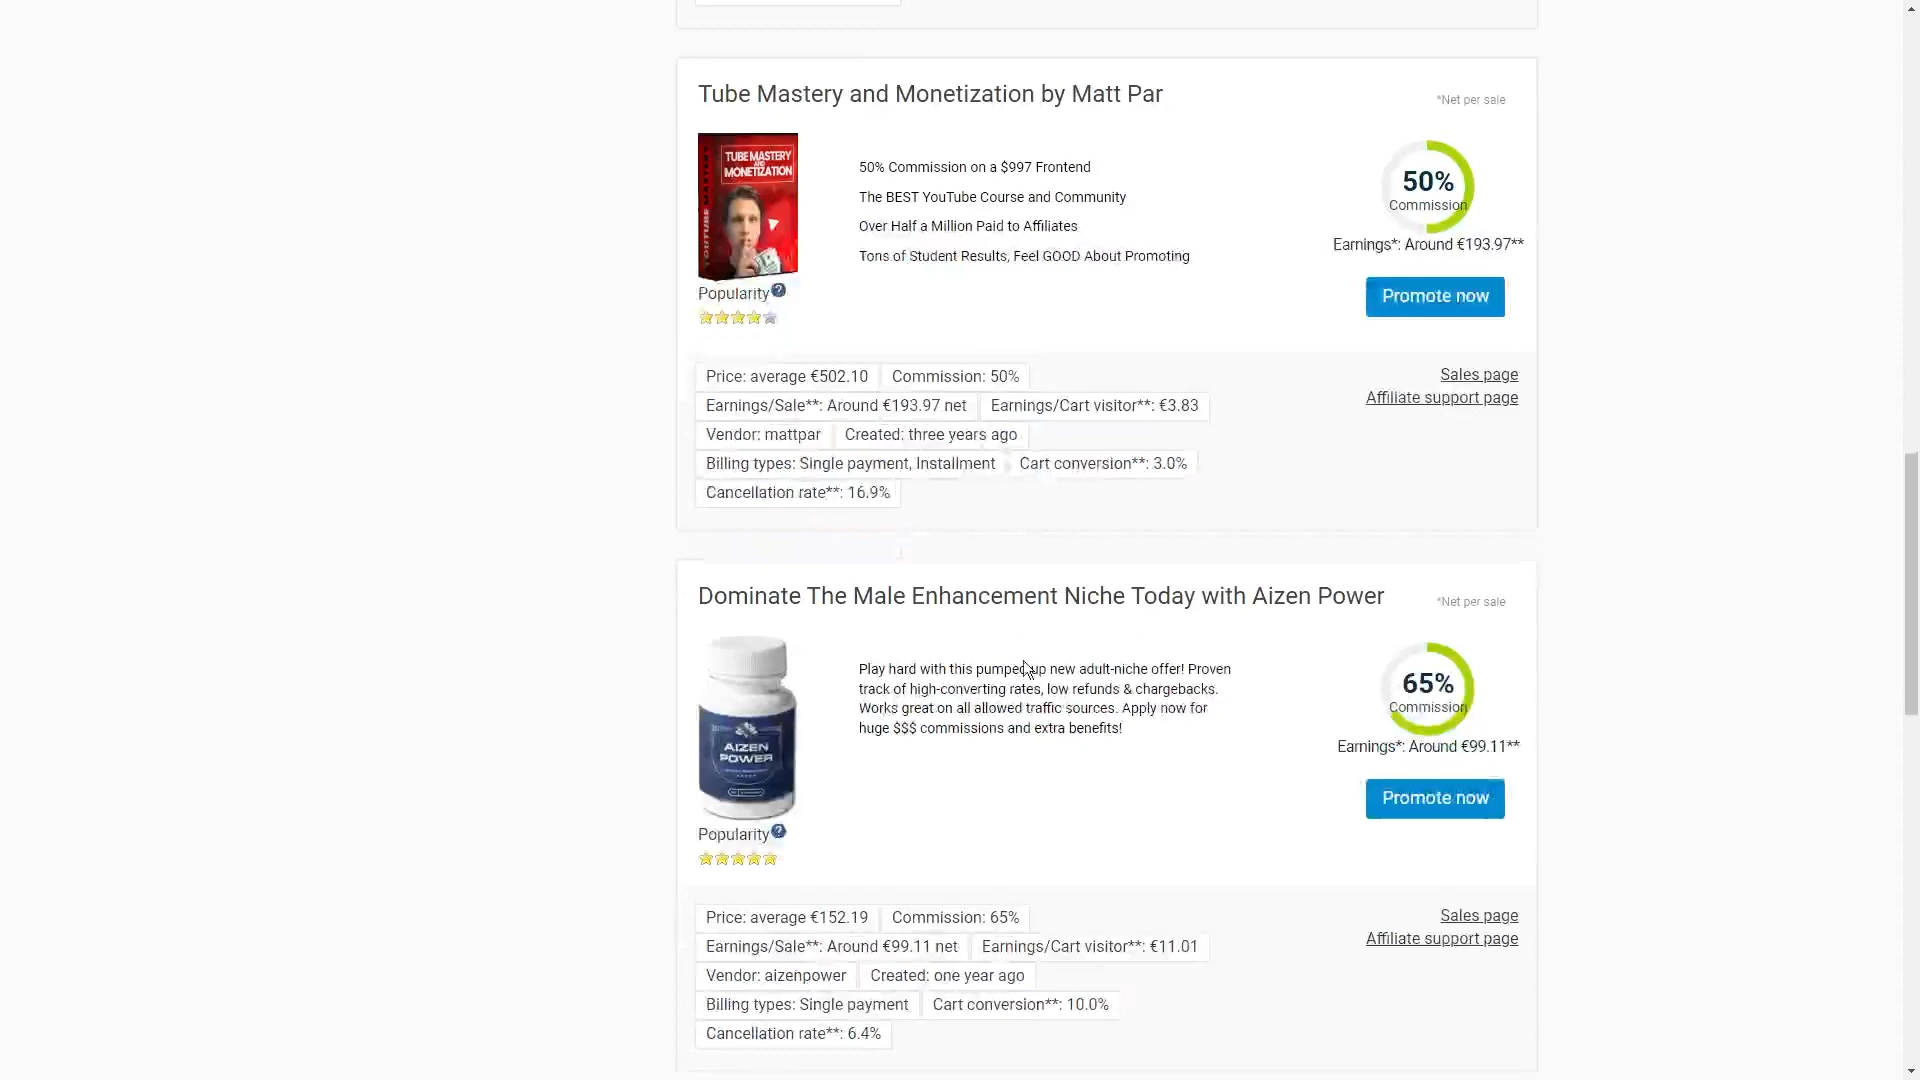 Tube Mastery and Monetization by Matt Par
*Net per sale
TUBE MASTERY
AND
MONETIZATION
50% Commission on a $997 Frontend
The BEST YouTube Course and Community
Over Half a Million Paid to Affiliates
Tons of Student Results, Feel GOOD About Promoting
50%
Commission
Earnings*: Around €193.97**
Promote now
Popularity ?
Price: average €502.10 Commission: 50%
Earnings/Sale**: Around €193.97 net Earnings/Cart visitor**: €3.83
Vendor: mattpar Created: three years ago
Billing types: Single payment, Installment Cart conversion**: 3.0%
Cancellation rate**: 16.9%
Sales page
Affiliate support page
Dominate The Male Enhancement Niche Today with Aizen Power
*Net per sale
AIZEN
POWER
Play hard with this pumped up new adult-niche offer! Proven
track of high-converting rates, low refunds & chargebacks.
Works great on all allowed traffic sources. Apply now for
huge $$$ commissions and extra benefits!
65%
Commission
Earnings*: Around €99.11**
Promote now
Popularity ?
Price: average €152.19 Commission: 65%
Earnings/Sale**: Around €99.11 net Earnings/Cart visitor**: €11.01
Vendor: aizenpower Created: one year ago
Billing types: Single payment Cart conversion**: 10.0%
Cancellation rate**: 6.4%
Sales page
Affiliate support page